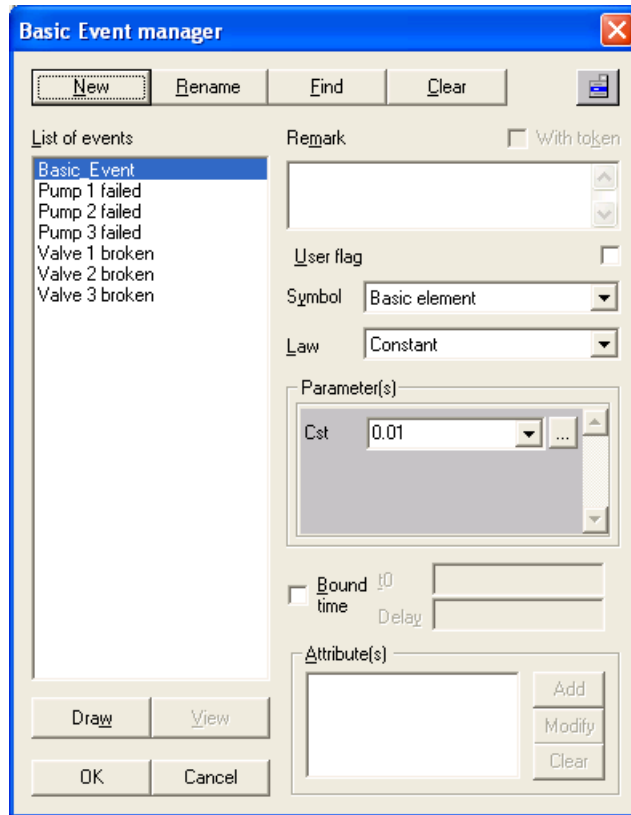 Basic Event manager
New Rename Find Clear
List of events
Basic_Event
Pump 1 failed
Pump 2 failed
Pump 3 failed
Valve 1 broken
Valve 2 broken
Valve 3 broken
Remark With token
User flag
Symbol Basic element
Law Constant
Parameter(s)
Cst 0.01 ...
Bound time
t0
Delay
Attribute(s)
Add
Modify
Clear
Draw View
OK Cancel